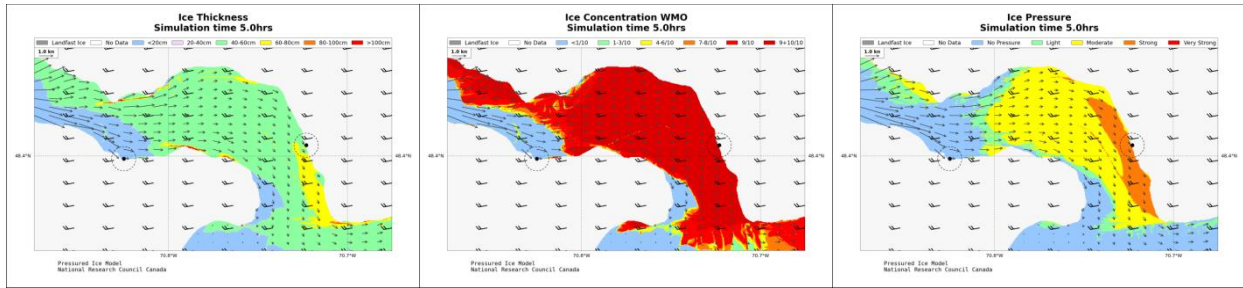 Ice Thickness
Simulation time 5.0hrs
Landfast Ice No Data <20cm 20-40cm 40-60cm 60-80cm 80-100cm >100cm
1.0 kn
48.4°N
48.4°N
70.8°W
70.7°W
Pressured Ice Model
National Research Council Canada
Ice Concentration WMO
Simulation time 5.0hrs
Landfast Ice No Data <1/10 1-3/10 4-6/10 7-8/10 9/10 9+10/10
1.0 kn
48.4°N
48.4°N
70.8°W
70.7°W
Pressured Ice Model
National Research Council Canada
Ice Pressure
Simulation time 5.0hrs
Landfast Ice No Data No Pressure Light Moderate Strong Very Strong
1.0 kn
48.4°N
48.4°N
70.8°W
70.7°W
Pressured Ice Model
National Research Council Canada